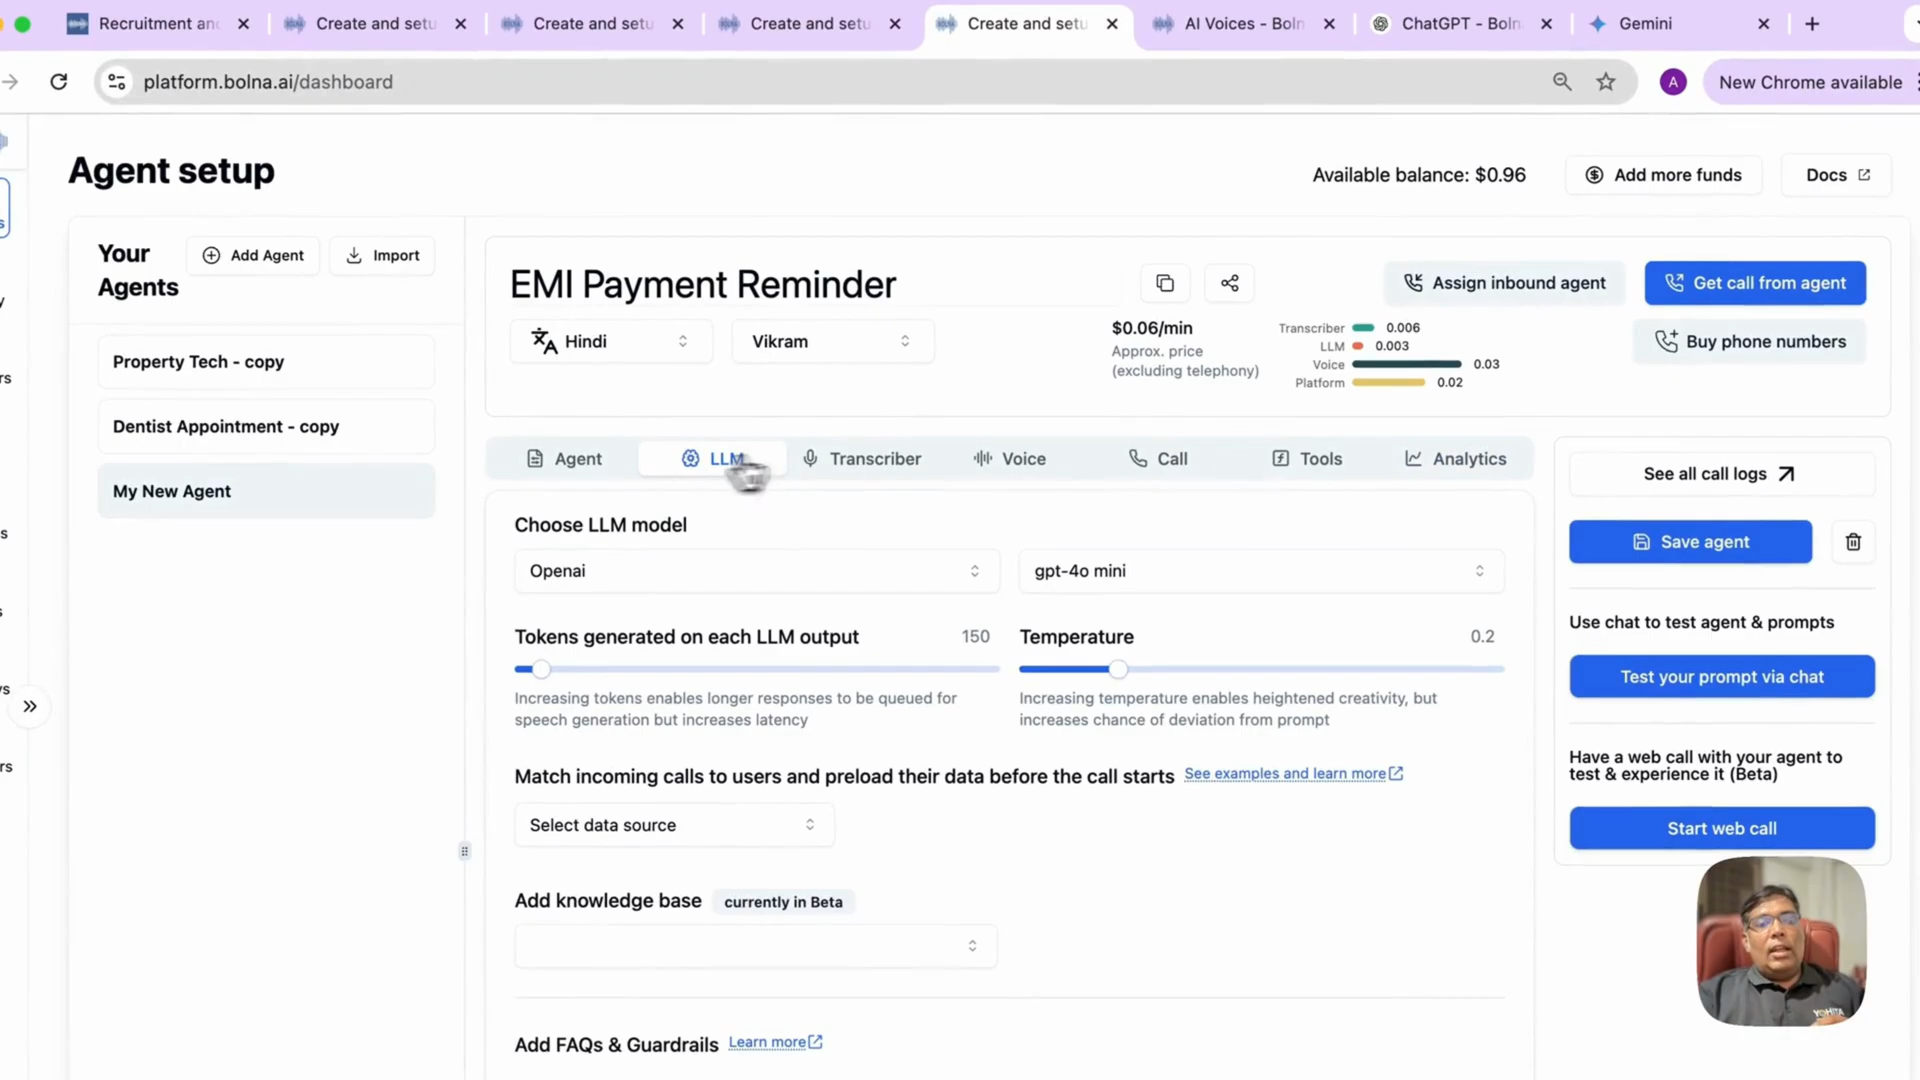 Recruitment an
Create and setu
Create and setu
Create and setu
Create and setu
AI Voices - Boln
ChatGPT - Boln
Gemini
platform.bolna.ai/dashboard
A
New Chrome available
Agent setup
Available balance: $0.96
Add more funds
Docs
Your
Agents
Add Agent
Import
Property Tech - copy
Dentist Appointment - copy
My New Agent
EMI Payment Reminder
Hindi
Vikram
$0.06/min
Approx. price
(excluding telephony)
Transcriber 0.006
LLM 0.003
Voice 0.03
Platform 0.02
Assign inbound agent
Get call from agent
Buy phone numbers
Agent
LLM
Transcriber
Voice
Call
Tools
Analytics
Choose LLM model
Openai
gpt-4o mini
Tokens generated on each LLM output 150
Increasing tokens enables longer responses to be queued for
speech generation but increases latency
Temperature 0.2
Increasing temperature enables heightened creativity, but
increases chance of deviation from prompt
Match incoming calls to users and preload their data before the call starts See examples and learn more
Select data source
Add knowledge base currently in Beta
Add FAQs & Guardrails Learn more
See all call logs
Save agent
Use chat to test agent & prompts
Test your prompt via chat
Have a web call with your agent to
test & experience it (Beta)
Start web call